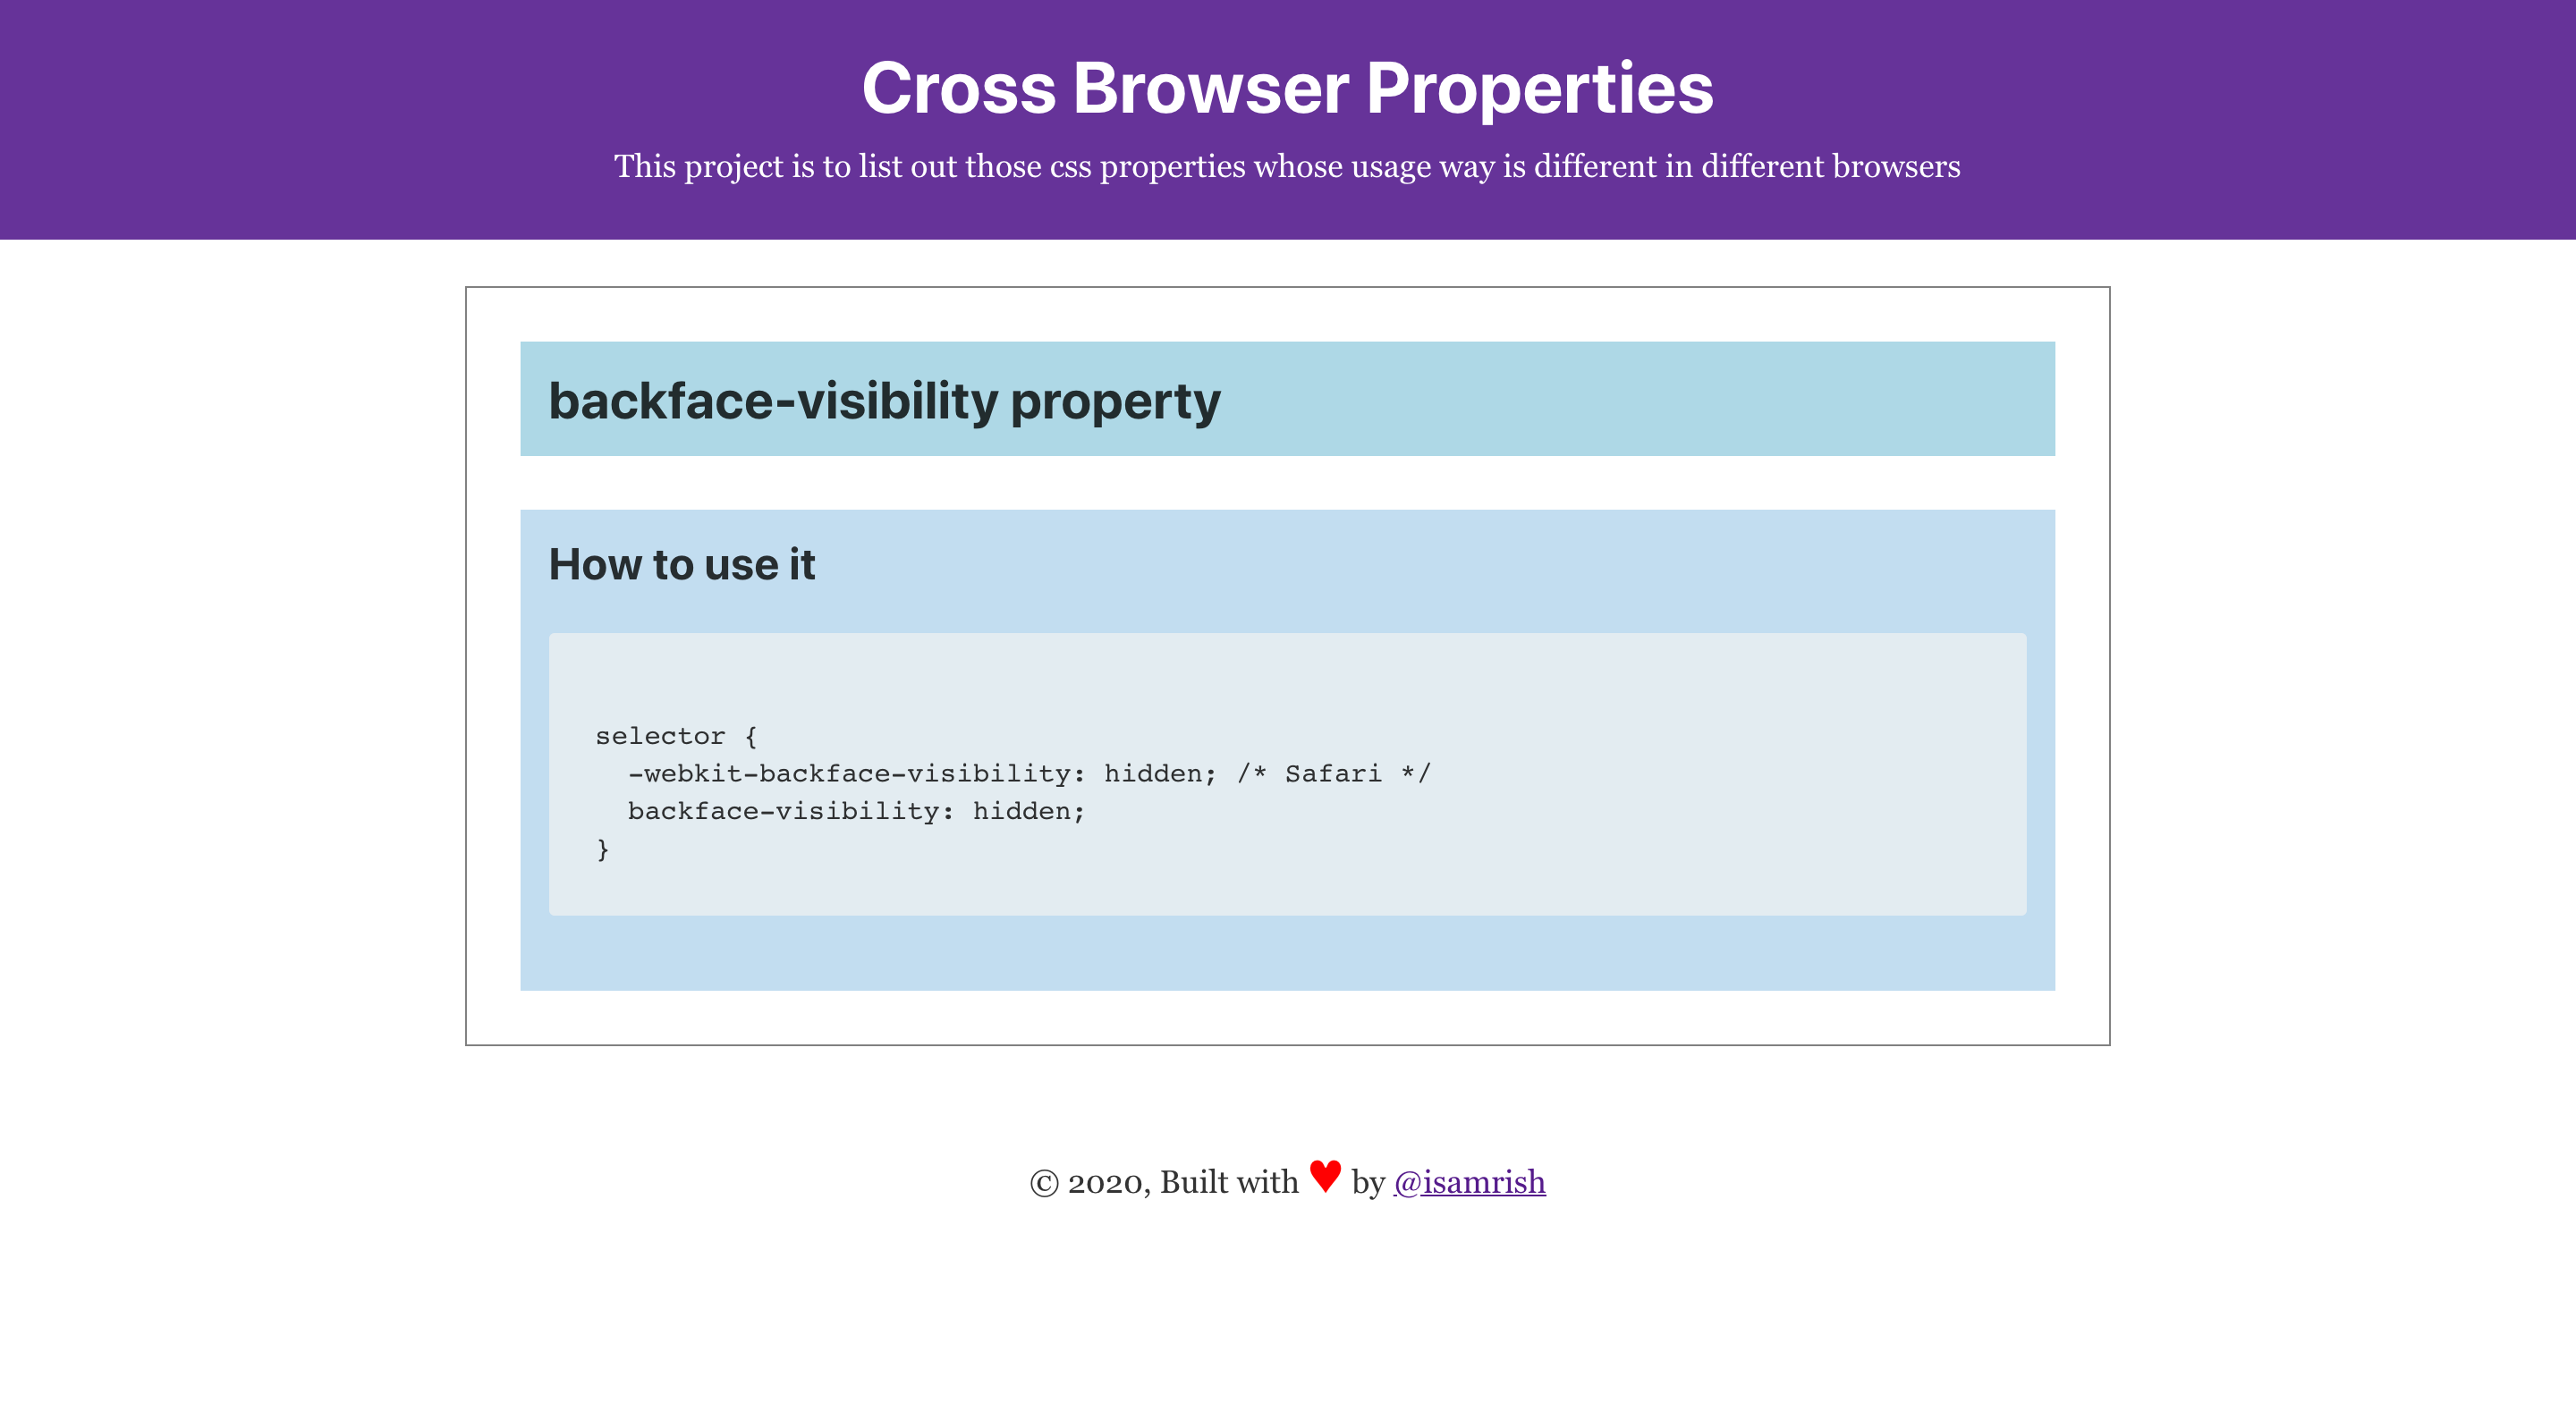 Cross Browser Properties
This project is to list out those css properties whose usage way is different in different browsers
backface-visibility property
How to use it
selector {
  -webkit-backface-visibility: hidden; /* Safari */
  backface-visibility: hidden;
}
© 2020, Built with ♥ by @isamrish